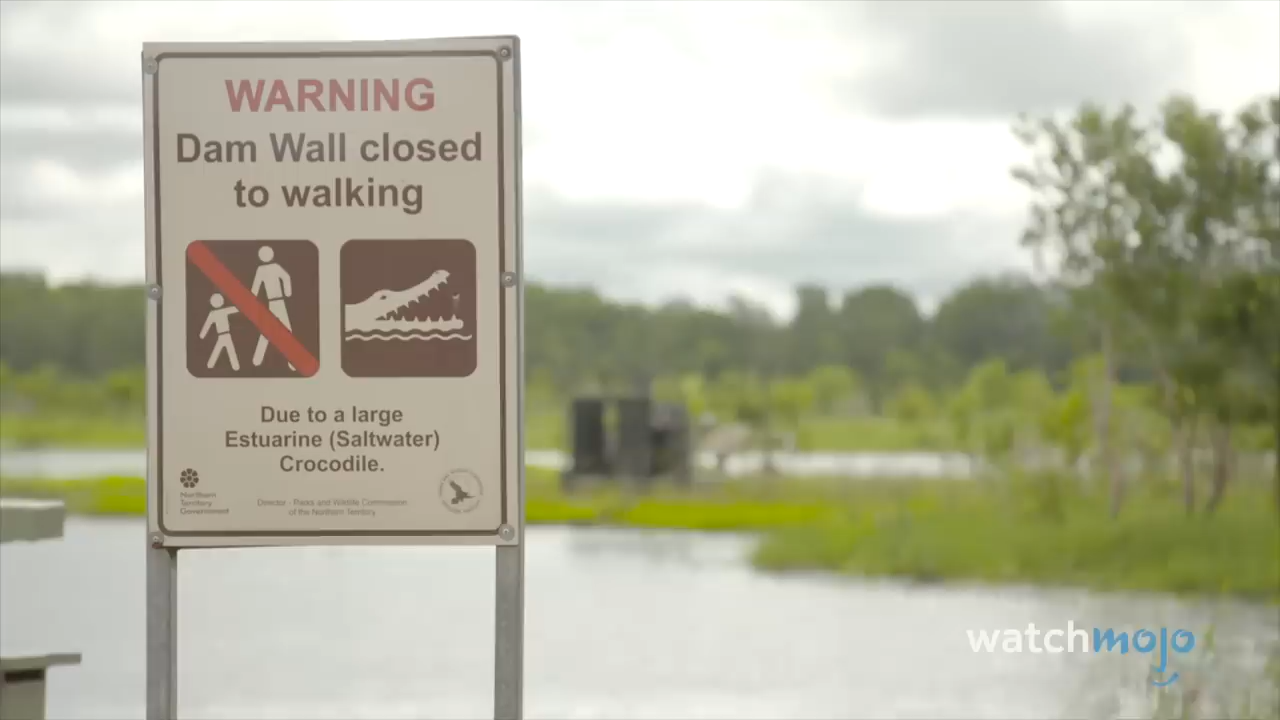 WARNING
Dam Wall closed
to walking
Due to a large
Estuarine (Saltwater)
Crocodile.
Northern
Territory
Government
Director - Parks and Wildlife Commission
of the Northern Territory
watchmojo